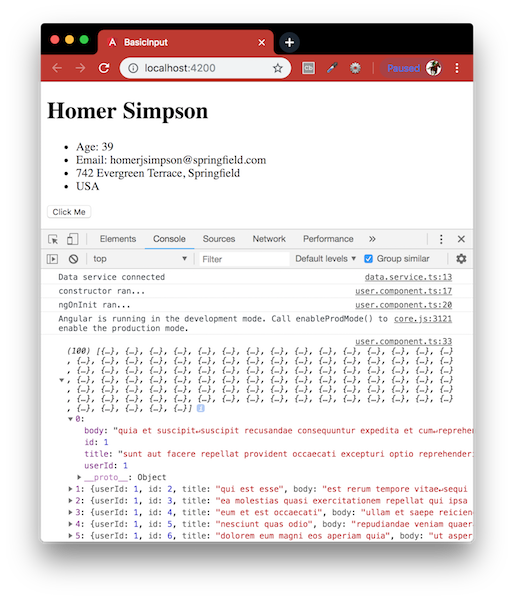 BasicInput
localhost:4200
Paused
Homer Simpson
Age: 39
Email: homerjsimpson@springfield.com
742 Evergreen Terrace, Springfield
USA
Click Me
Elements Console Sources Network Performance »
top Filter Default levels Group similar
Data service connected data.service.ts:13
constructor ran... user.component.ts:17
ngOnInit ran... user.component.ts:20
Angular is running in the development mode. Call enableProdMode() to core.js:3121
enable the production mode.
user.component.ts:33
(100) [{…}, {…}, {…}, {…}, {…}, {…}, {…}, {…}, {…}, {…}, {…}, {…}, {…}
, {…}, {…}, {…}, {…}, {…}, {…}, {…}, {…}, {…}, {…}, {…}, {…}, {…}, {…}, {…}
, {…}, {…}, {…}, {…}, {…}, {…}, {…}, {…}, {…}, {…}, {…}, {…}, {…}, {…}, {…}
, {…}, {…}, {…}, {…}, {…}, {…}, {…}, {…}, {…}, {…}, {…}, {…}, {…}, {…}, {…}
, {…}, {…}, {…}, {…}, {…}, {…}, {…}, {…}, {…}, {…}, {…}, {…}, {…}, {…}, {…}
, {…}, {…}, {…}, {…}, {…}, {…}, {…}, {…}, {…}, {…}, {…}, {…}, {…}, {…}, {…}
, {…}, {…}, {…}, {…}]
0:
body: "quia et suscipit↵suscipit recusandae consequuntur expedita et cum↵reprehen
id: 1
title: "sunt aut facere repellat provident occaecati excepturi optio reprehenderi
userId: 1
__proto__: Object
1: {userId: 1, id: 2, title: "qui est esse", body: "est rerum tempore vitae↵sequi
2: {userId: 1, id: 3, title: "ea molestias quasi exercitationem repellat qui ipsa
3: {userId: 1, id: 4, title: "eum et est occaecati", body: "ullam et saepe reicien
4: {userId: 1, id: 5, title: "nesciunt quas odio", body: "repudiandae veniam quaer
5: {userId: 1, id: 6, title: "dolorem eum magni eos aperiam quia", body: "ut asper